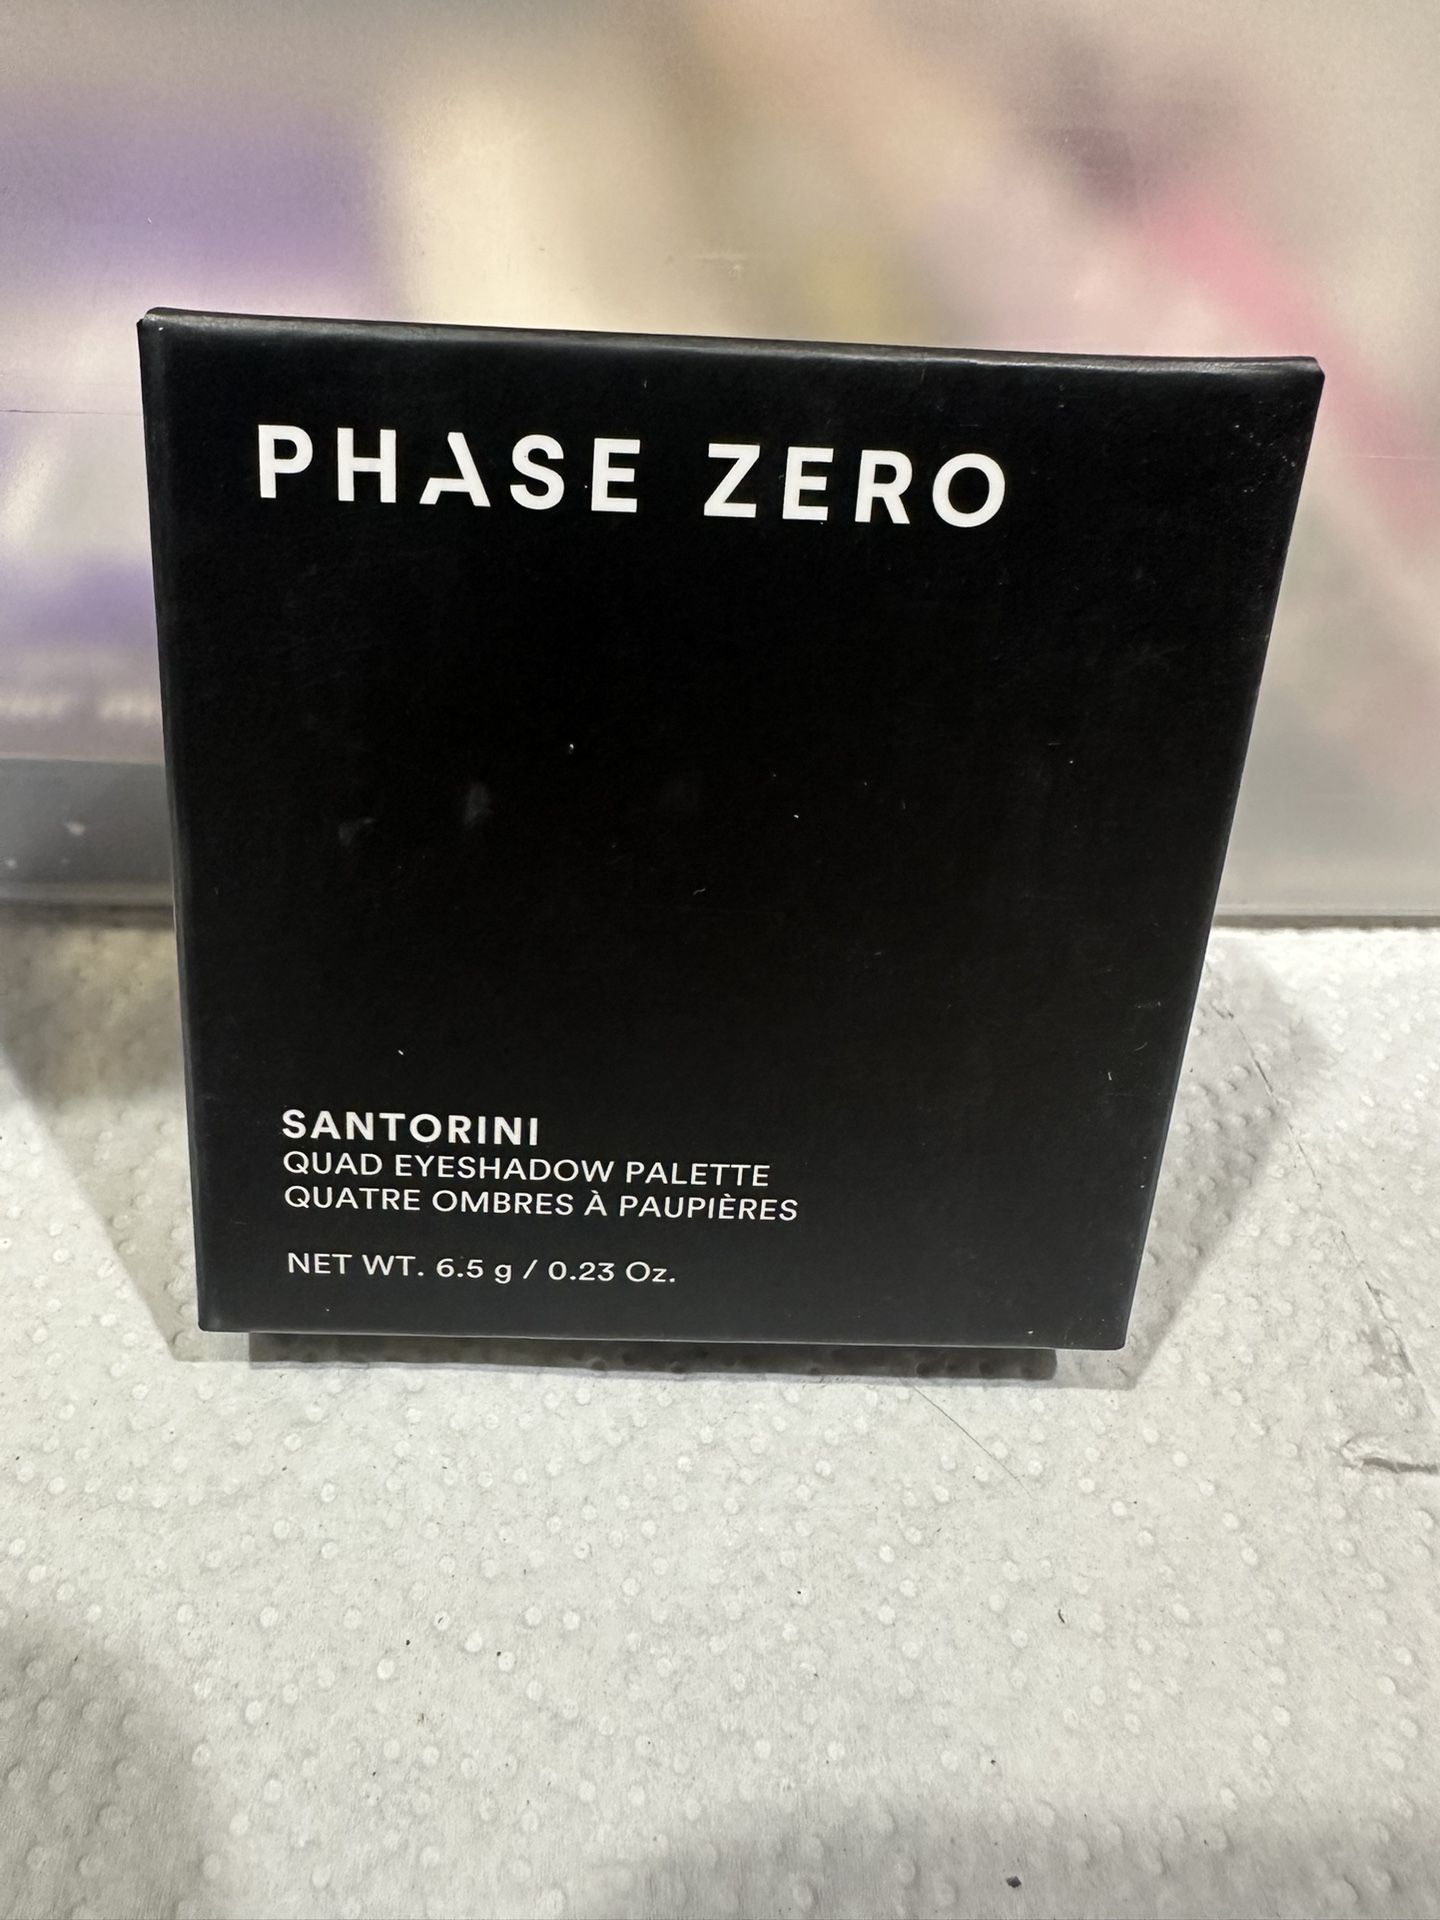 PHASE ZERO
SANTORINI
QUAD EYESHADOW PALETTE
QUATRE OMBRES À PAUPIÈRES
NET WT. 6.5 g / 0.23 Oz.